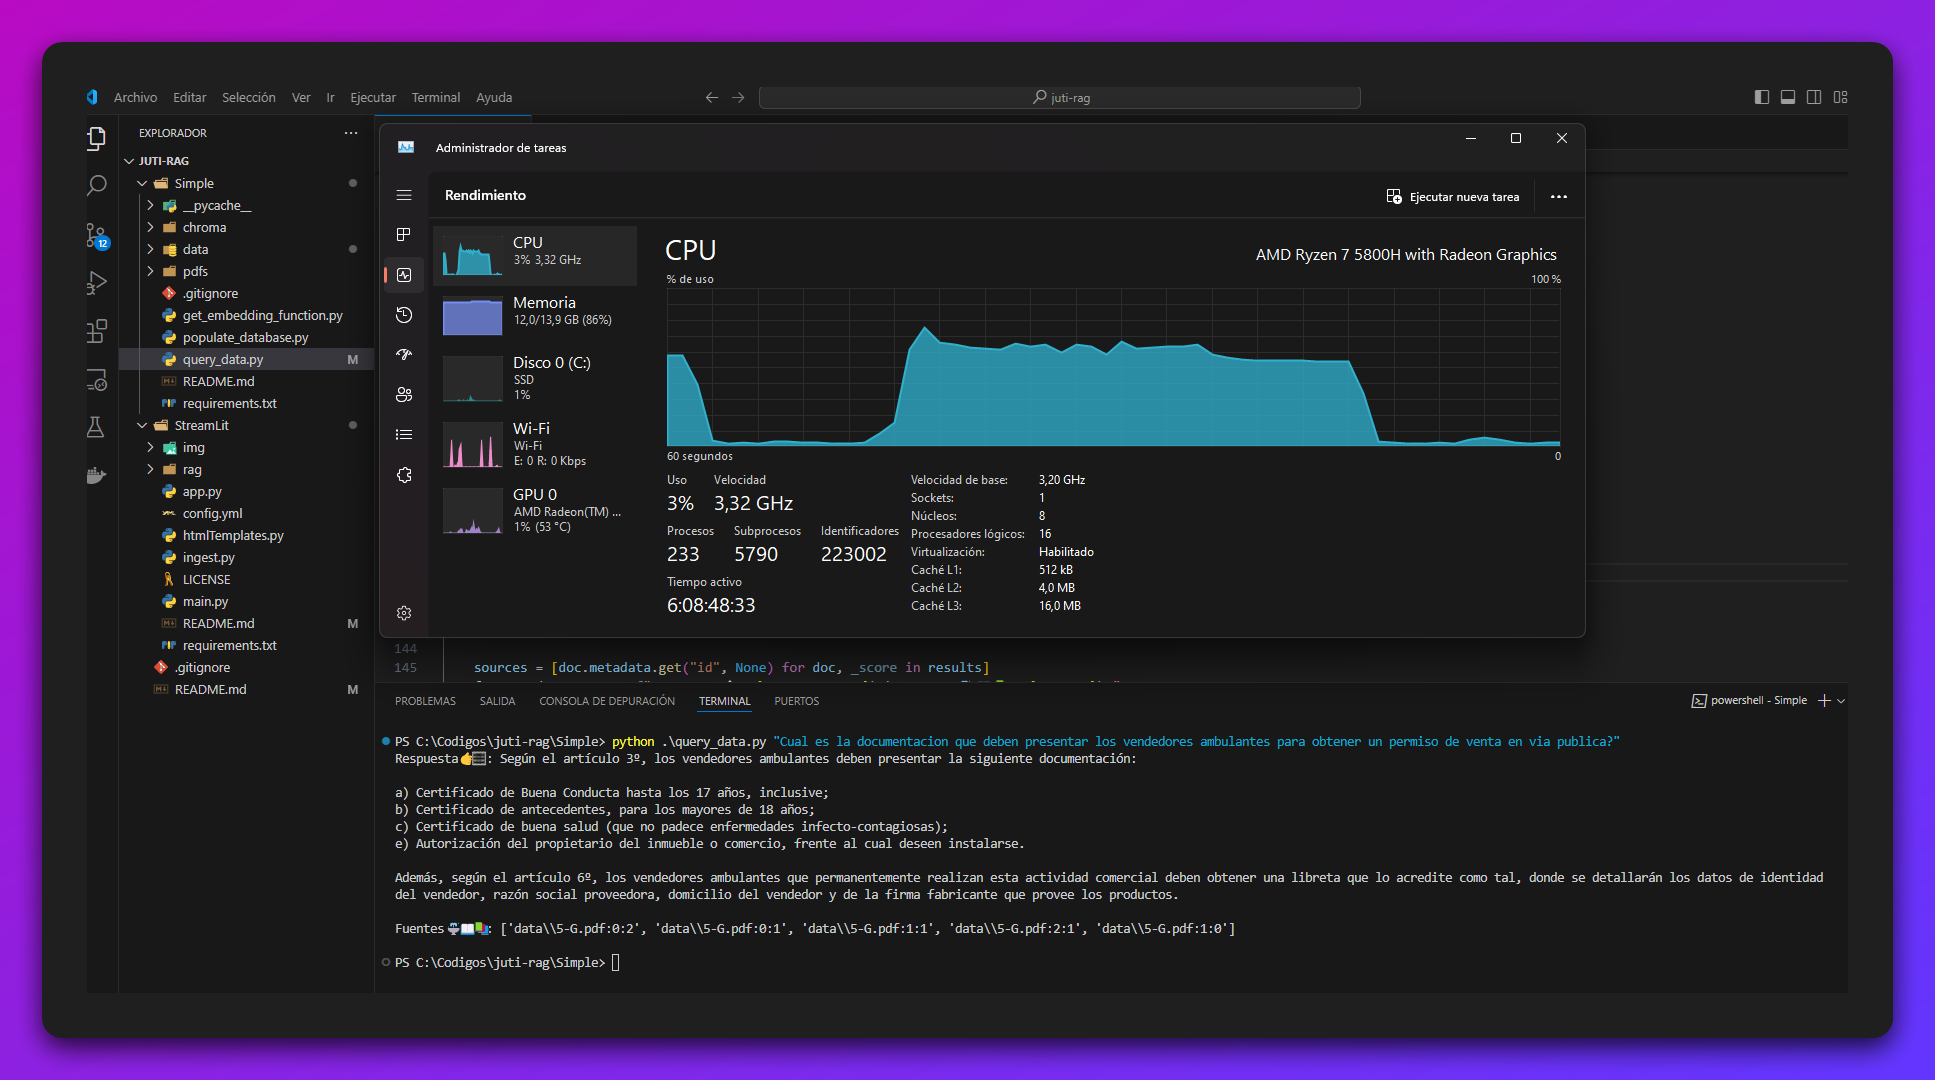 Archivo Editar Selección Ver Ir Ejecutar Terminal Ayuda
juti-rag
EXPLORADOR
JUTI-RAG
Simple
__pycache__
chroma
data
pdfs
.gitignore
get_embedding_function.py
populate_database.py
query_data.py M
README.md
requirements.txt
StreamLit
img
rag
app.py
config.yml
htmlTemplates.py
ingest.py
LICENSE
main.py
README.md M
requirements.txt
.gitignore
README.md M
12
Administrador de tareas
Rendimiento
Ejecutar nueva tarea
CPU
3% 3,32 GHz
Memoria
12,0/13,9 GB (86%)
Disco 0 (C:)
SSD
1%
Wi-Fi
Wi-Fi
E: 0 R: 0 Kbps
GPU 0
AMD Radeon(TM) ...
1% (53 °C)
CPU
AMD Ryzen 7 5800H with Radeon Graphics
% de uso 100 %
60 segundos 0
Uso Velocidad
3% 3,32 GHz
Procesos Subprocesos Identificadores
233 5790 223002
Tiempo activo
6:08:48:33
Velocidad de base: 3,20 GHz
Sockets: 1
Núcleos: 8
Procesadores lógicos: 16
Virtualización: Habilitado
Caché L1: 512 kB
Caché L2: 4,0 MB
Caché L3: 16,0 MB
144
145 sources = [doc.metadata.get("id", None) for doc, _score in results]
PROBLEMAS SALIDA CONSOLA DE DEPURACIÓN TERMINAL PUERTOS
powershell - Simple
PS C:\Codigos\juti-rag\Simple> python .\query_data.py "Cual es la documentacion que deben presentar los vendedores ambulantes para obtener un permiso de venta en via publica?"
Respuesta👉: Según el artículo 3º, los vendedores ambulantes deben presentar la siguiente documentación:
a) Certificado de Buena Conducta hasta los 17 años, inclusive;
b) Certificado de antecedentes, para los mayores de 18 años;
c) Certificado de buena salud (que no padece enfermedades infecto-contagiosas);
e) Autorización del propietario del inmueble o comercio, frente al cual deseen instalarse.
Además, según el artículo 6º, los vendedores ambulantes que permanentemente realizan esta actividad comercial deben obtener una libreta que lo acredite como tal, donde se detallarán los datos de identidad
del vendedor, razón social proveedora, domicilio del vendedor y de la firma fabricante que provee los productos.
Fuentes: ['data\\5-G.pdf:0:2', 'data\\5-G.pdf:0:1', 'data\\5-G.pdf:1:1', 'data\\5-G.pdf:2:1', 'data\\5-G.pdf:1:0']
PS C:\Codigos\juti-rag\Simple>